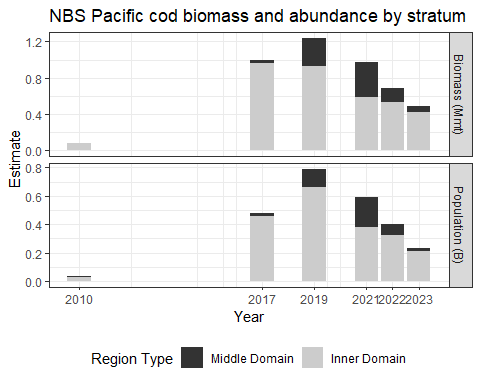 NBS Pacific cod biomass and abundance by stratum
1.2
0.8
0.4
0.0
Biomass (Mmt)
Estimate
0.8
0.6
0.4
0.2
0.0
Population (B)
2010 2017 2019 2021 2022 2023
Year
Region Type Middle Domain Inner Domain